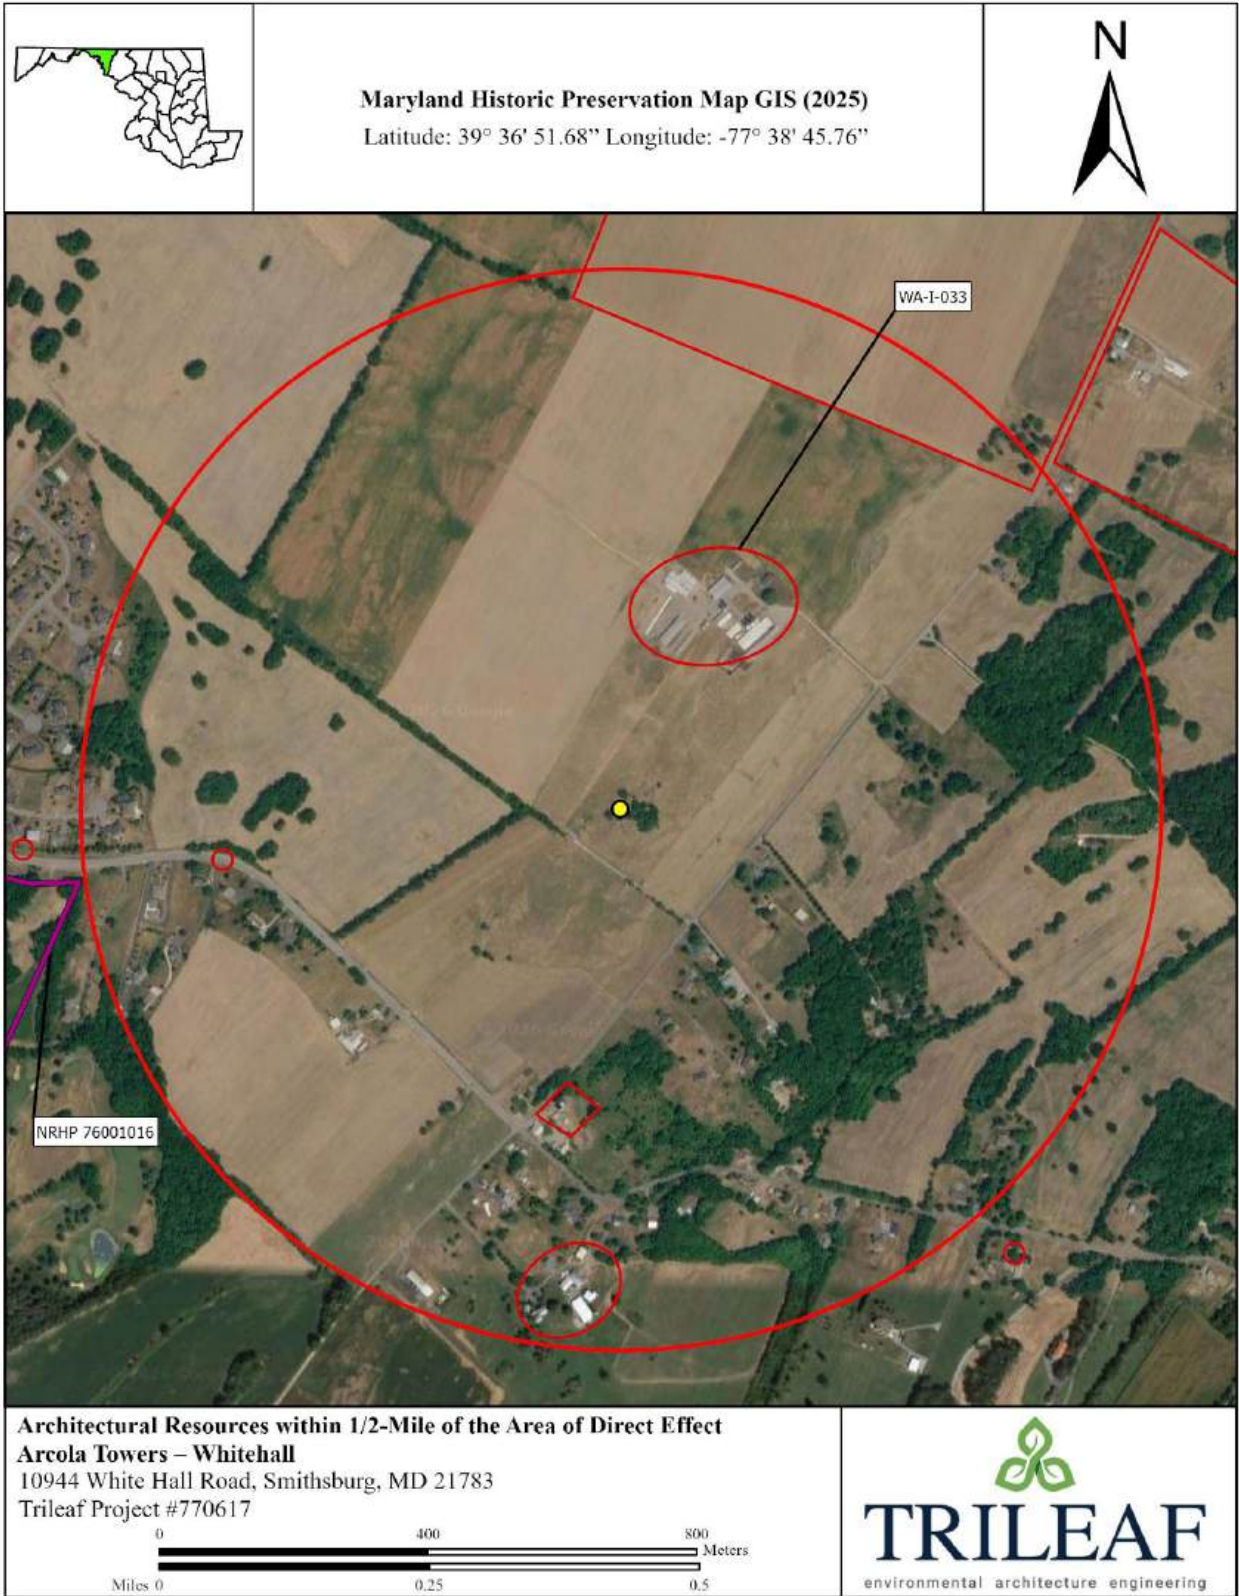 N
Maryland Historic Preservation Map GIS (2025)
Latitude: 39° 36' 51.68” Longitude: -77° 38' 45.76”
WA-I-033
NRHP 76001016
Architectural Resources within 1/2-Mile of the Area of Direct Effect
Arcola Towers – Whitehall
10944 White Hall Road, Smithsburg, MD 21783
Trileaf Project #770617
0 400 800
Meters
Miles 0 0.25 0.5
TRILEAF
environmental architecture engineering